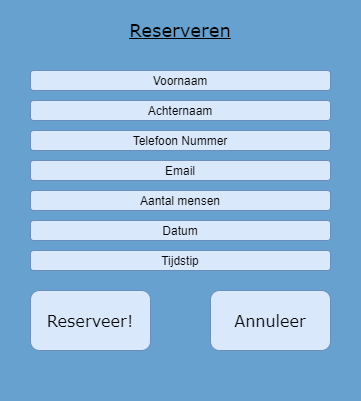 Reserveren
Voornaam
Achternaam
Telefoon Nummer
Email
Aantal mensen
Datum
Tijdstip
Reserveer!
Annuleer